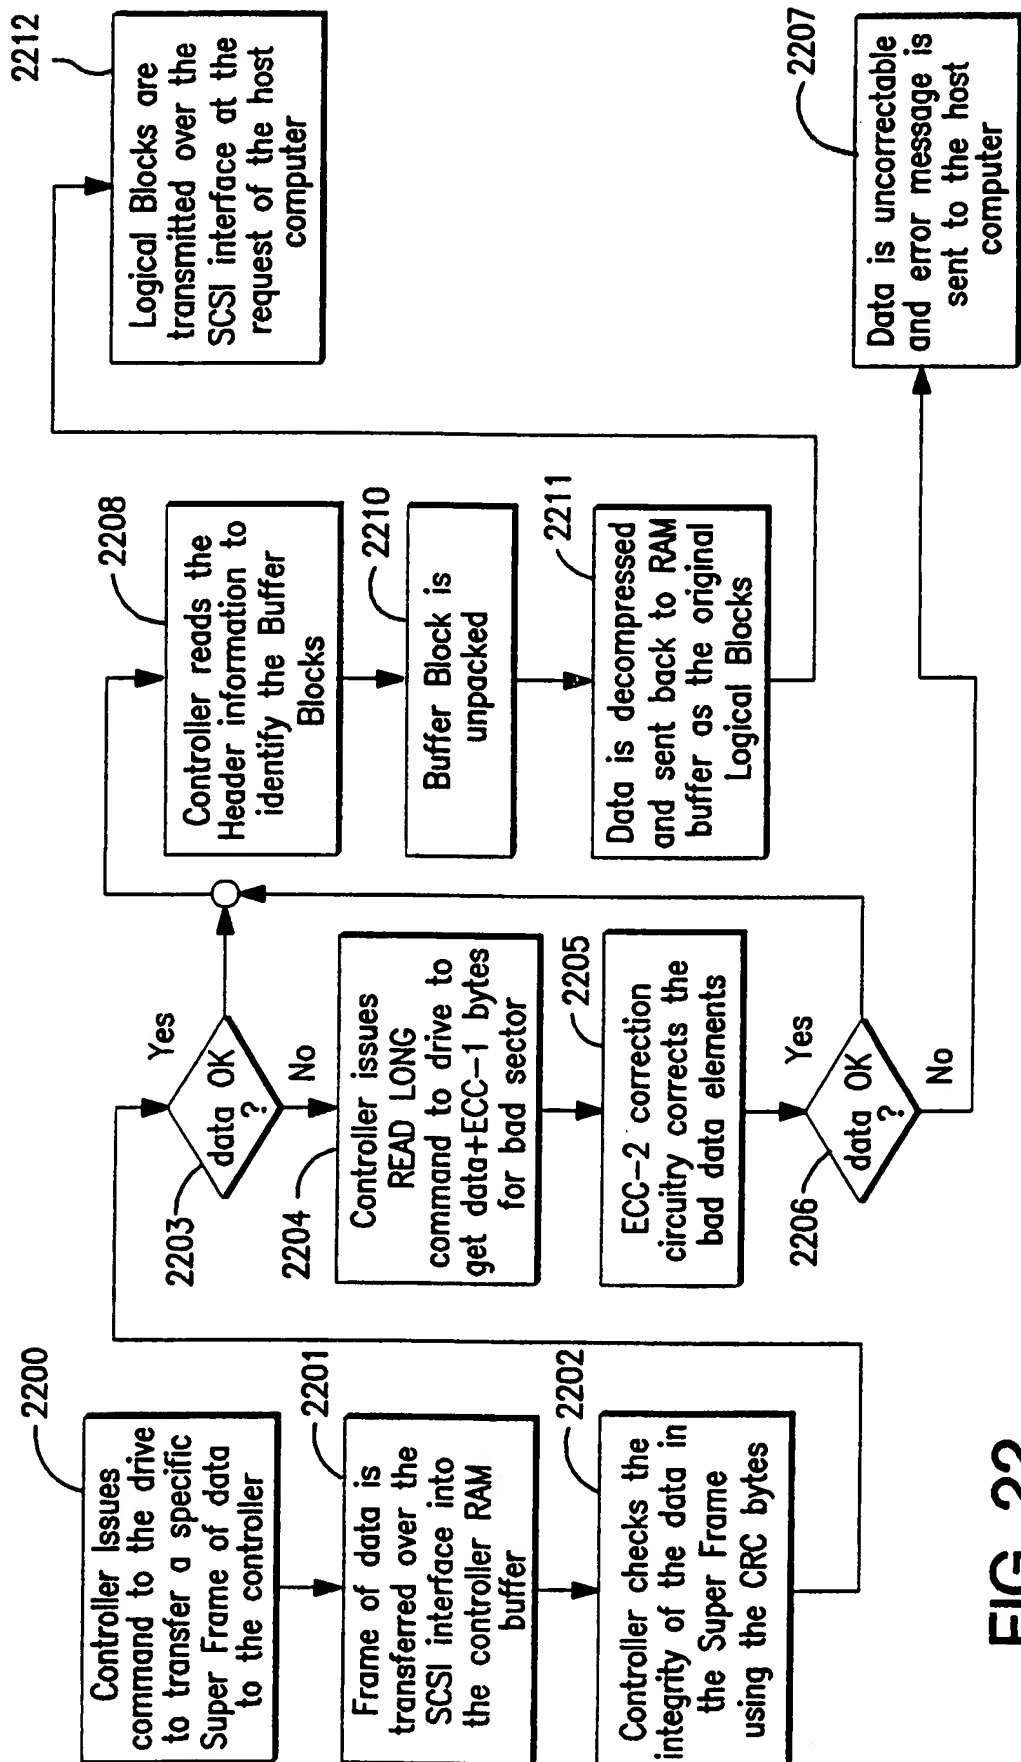 2200
Controller Issues
command to the drive
to transfer a specific
Super Frame of data
to the controller
2201
Frame of data is
transferred over the
SCSI interface into
the controller RAM
buffer
2202
Controller checks the
integrity of the data in
the Super Frame
using the CRC bytes
2203
data OK
?
Yes
No
2204
Controller issues
READ LONG
command to drive to
get data+ECC-1 bytes
for bad sector
2205
ECC-2 correction
circuitry corrects the
bad data elements
2206
data OK
?
Yes
No
2208
Controller reads the
Header information to
identify the Buffer
Blocks
2210
Buffer Block is
unpacked
2211
Data is decompressed
and sent back to RAM
buffer as the original
Logical Blocks
2212
Logical Blocks are
transmitted over the
SCSI interface at the
request of the host
computer
2207
Data is uncorrectable
and error message is
sent to the host
computer
FIG. 22